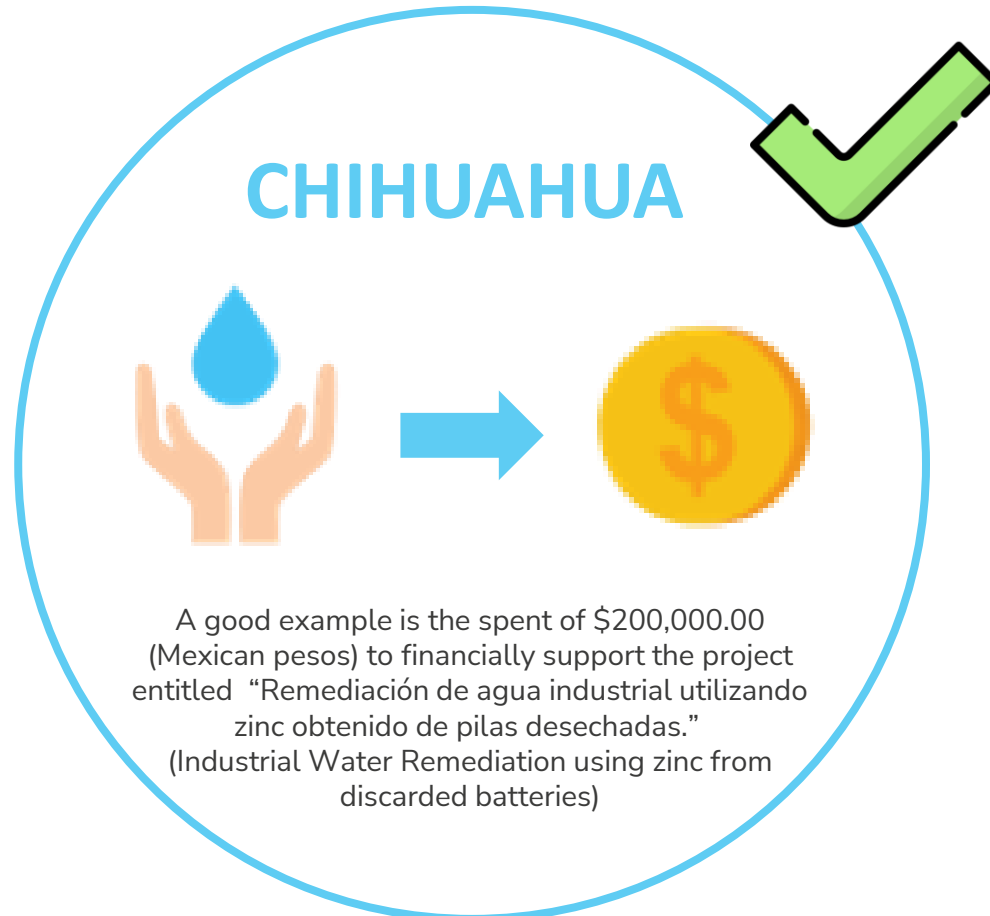 CHIHUAHUA
$
A good example is the spent of $200,000.00
(Mexican pesos) to financially support the project
entitled  “Remediación de agua industrial utilizando
zinc obtenido de pilas desechadas.”
(Industrial Water Remediation using zinc from
discarded batteries)